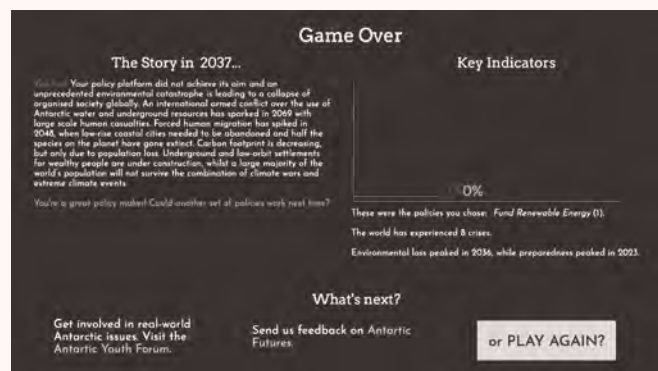 Game Over
The Story in 2037...
Your policy platform did not achieve its aim and an
unprecedented environmental catastrophe is leading to a collapse of
organised society globally. An international armed conflict over the use of
Antarctic water and underground resources has sparked in 2069 with
large scale human casualties. Forced human migration has spiked in
2048, when low-rise coastal cities needed to be abandoned and half the
species on the planet have gone extinct. Carbon footprint is decreasing,
but only due to population loss. Underground and low-orbit settlements
for wealthy people are under construction, whilst a large majority of the
world's population will not survive the combination of climate wars and
extreme climate events.
You're a great policy maker! Could another set of policies work next time?
Key Indicators
0%
These were the policies you chose: Fund Renewable Energy (1).
The world has experienced 8 crises.
Environmental loss peaked in 2036, while preparedness peaked in 2023.
What's next?
Get involved in real-world
Antarctic issues. Visit the
Antartic Youth Forum.
Send us feedback on Antartic
Futures.
or PLAY AGAIN?